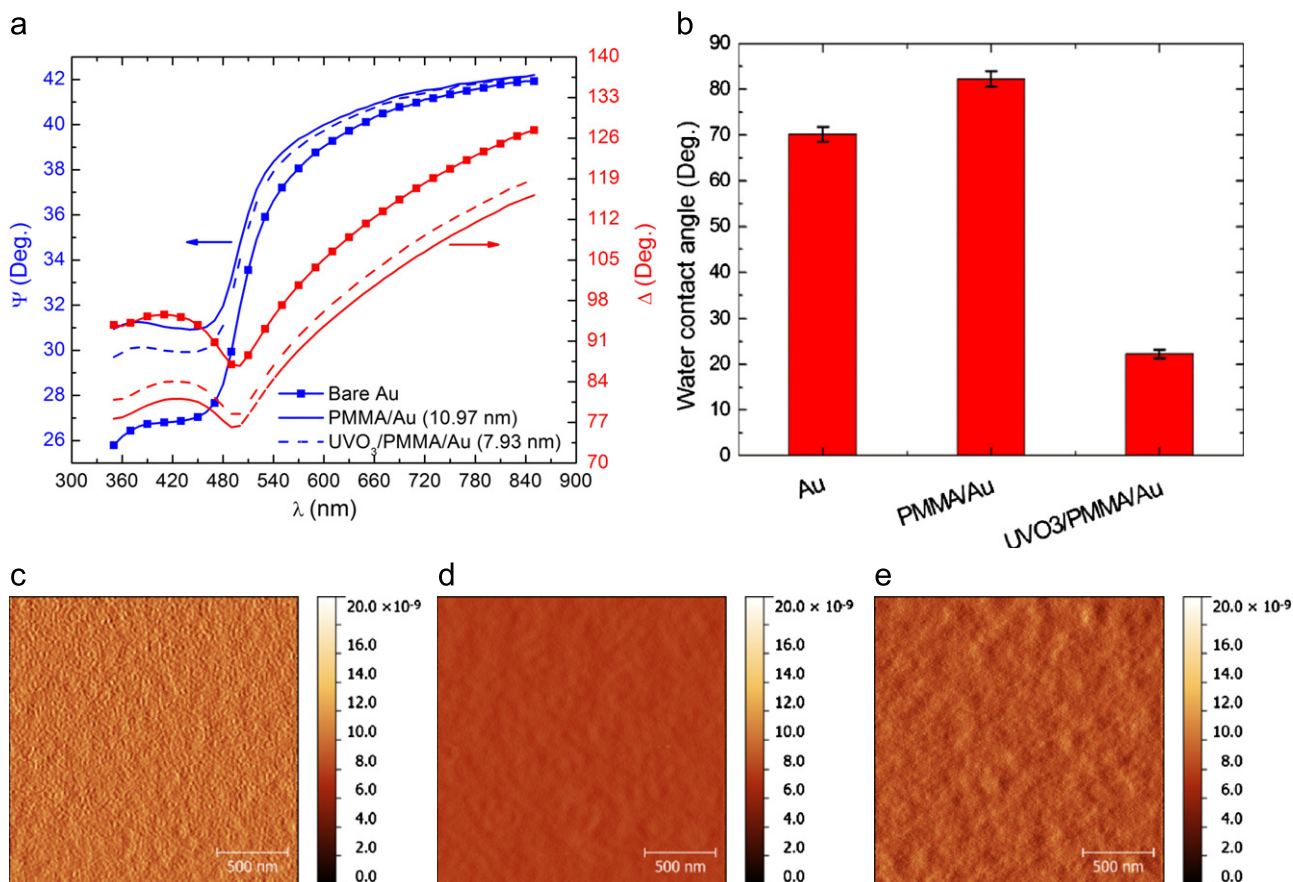 a
42
40
38
36
34
32
30
28
26
Ψ (Deg.)
140
133
126
119
112
105
98
91
84
77
70
Δ (Deg.)
Bare Au
PMMA/Au (10.97 nm)
UVO₃/PMMA/Au (7.93 nm)
300 360 420 480 540 600 660 720 780 840 900
λ (nm)
b
90
80
70
60
50
40
30
20
10
0
Water contact angle (Deg.)
Au
PMMA/Au
UVO3/PMMA/Au
c
20.0 ×10⁻⁹
16.0
14.0
12.0
10.0
8.0
6.0
4.0
2.0
0.0
500 nm
d
20.0 × 10⁻⁹
16.0
14.0
12.0
10.0
8.0
6.0
4.0
2.0
0.0
500 nm
e
20.0 × 10⁻⁹
16.0
14.0
12.0
10.0
8.0
6.0
4.0
2.0
0.0
500 nm